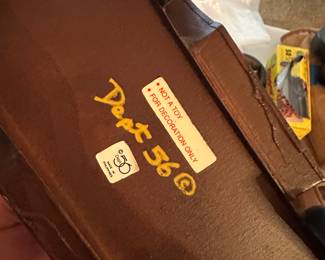 • NOT A TOY
• FOR DECORATION ONLY
Dept 56 ©